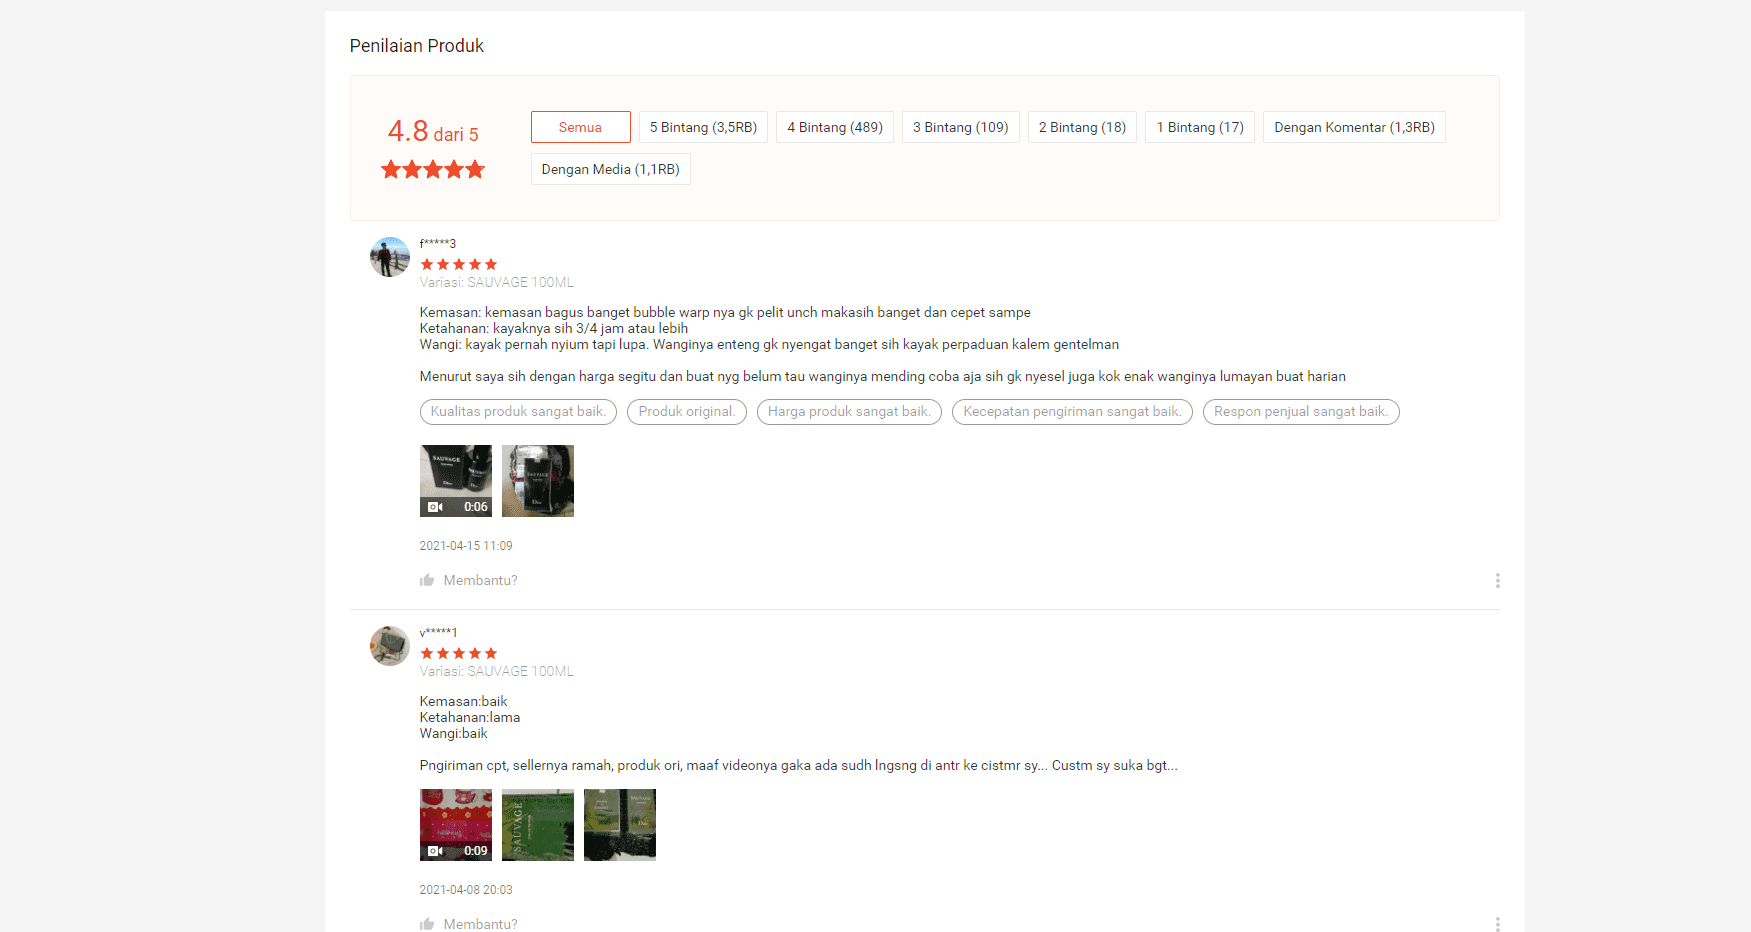 Penilaian Produk
4.8 dari 5
Semua
5 Bintang (3,5RB)
4 Bintang (489)
3 Bintang (109)
2 Bintang (18)
1 Bintang (17)
Dengan Komentar (1,3RB)
Dengan Media (1,1RB)
f*****3
Variasi: SAUVAGE 100ML
Kemasan: kemasan bagus banget bubble warp nya gk pelit unch makasih banget dan cepet sampe
Ketahanan: kayaknya sih 3/4 jam atau lebih
Wangi: kayak pernah nyium tapi lupa. Wanginya enteng gk nyengat banget sih kayak perpaduan kalem gentelman
Menurut saya sih dengan harga segitu dan buat nyg belum tau wanginya mending coba aja sih gk nyesel juga kok enak wanginya lumayan buat harian
Kualitas produk sangat baik.
Produk original.
Harga produk sangat baik.
Kecepatan pengiriman sangat baik.
Respon penjual sangat baik.
SAUVAGE
Dior
0:06
SAUVAGE
Dior
2021-04-15 11:09
Membantu?
v*****1
Variasi: SAUVAGE 100ML
Kemasan:baik
Ketahanan:lama
Wangi:baik
Pngiriman cpt, sellernya ramah, produk ori, maaf videonya gaka ada sudh lngsng di antr ke cistmr sy... Custm sy suka bgt...
0:09
SAUVAGE
2021-04-08 20:03
Membantu?